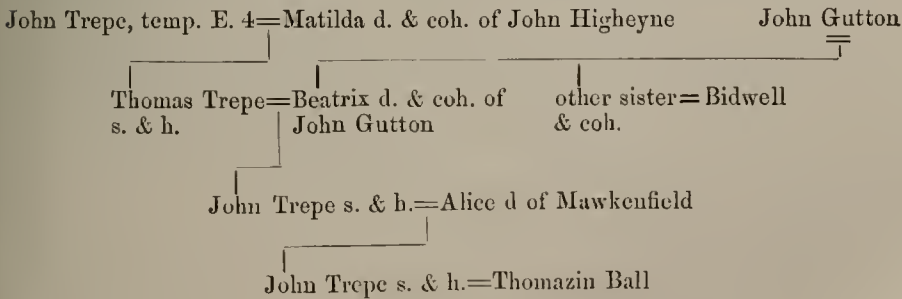 John Trepe, temp. E. 4=Matilda d. & coh. of John Higheyne John Gutton
Thomas Trepe=Beatrix d. & coh. of other sister=Bidwell
s. & h. John Gutton & coh.
John Trepe s. & h.=Alice d of Mawkenfield
John Trepe s. & h.=Thomazin Ball